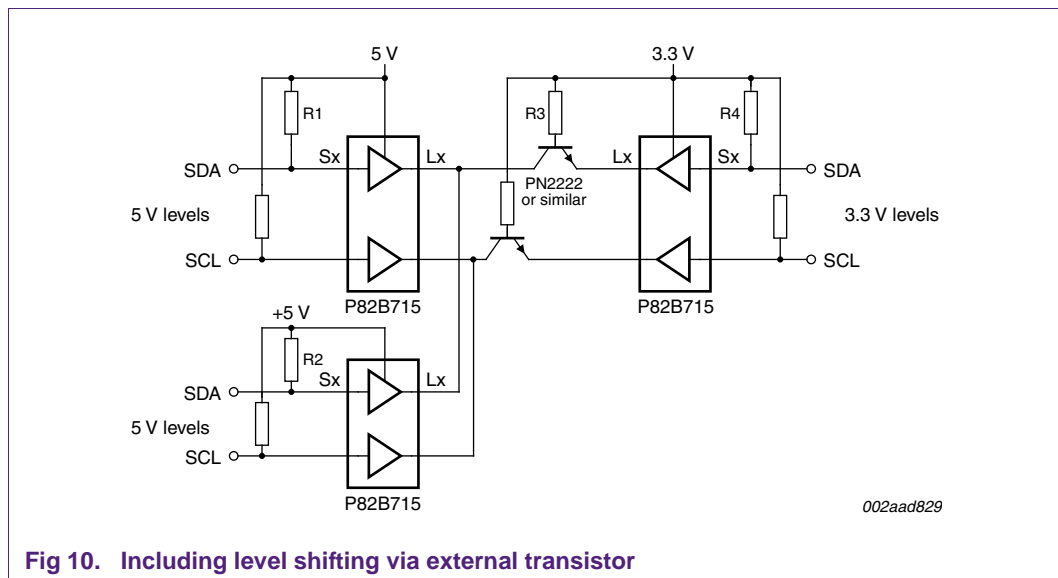 5 V
3.3 V
R1
R3
R4
SDA
Sx
Lx
Lx
Sx
SDA
PN2222
or similar
5 V levels
3.3 V levels
SCL
SCL
P82B715
P82B715
+5 V
R2
SDA
Sx
Lx
5 V levels
SCL
P82B715
002aad829
Fig 10. Including level shifting via external transistor